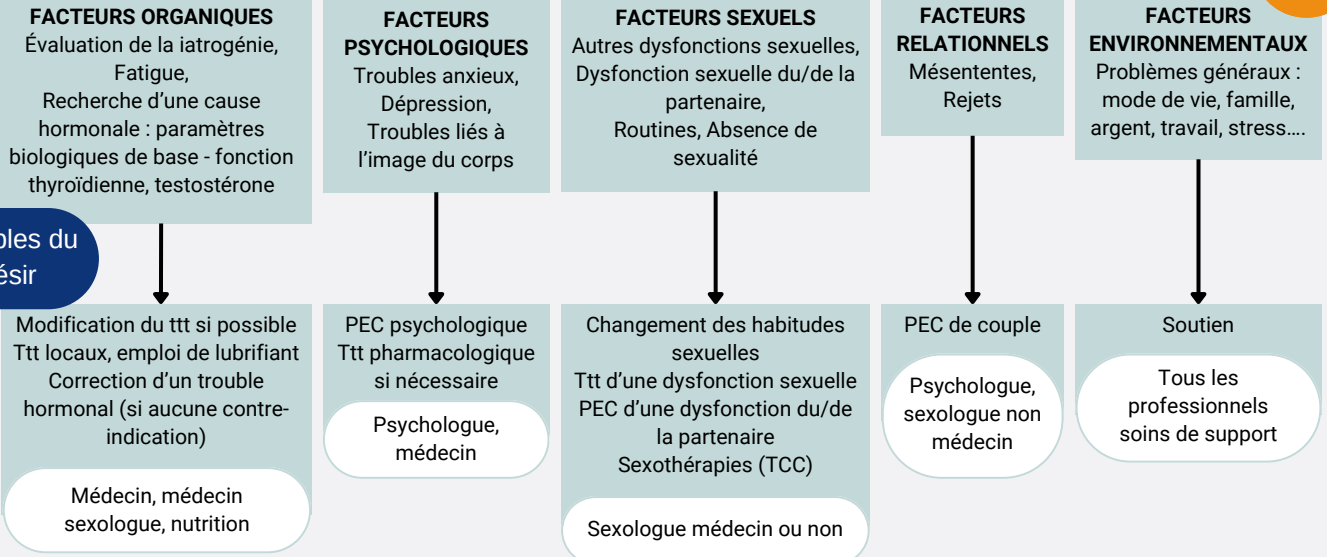 FACTEURS ORGANIQUES
Évaluation de la iatrogénie,
Fatigue,
Recherche d'une cause
hormonale : paramètres
biologiques de base - fonction
thyroïdienne, testostérone
FACTEURS
PSYCHOLOGIQUES
Troubles anxieux,
Dépression,
Troubles liés à
l'image du corps
FACTEURS SEXUELS
Autres dysfonctions sexuelles,
Dysfonction sexuelle du/de la
partenaire,
Routines, Absence de
sexualité
FACTEURS
RELATIONNELS
Mésententes,
Rejets
FACTEURS
ENVIRONNEMENTAUX
Problèmes généraux :
mode de vie, famille,
argent, travail, stress....
du
Modification du ttt si possible
Ttt locaux, emploi de lubrifiant
Correction d'un trouble
hormonal (si aucune contre-
indication)
Médecin, médecin
sexologue, nutrition
PEC psychologique
Ttt pharmacologique
si nécessaire
Psychologue,
médecin
Changement des habitudes
sexuelles
Ttt d'une dysfonction sexuelle
PEC d'une dysfonction du/de
la partenaire
Sexothérapies (TCC)
Sexologue médecin ou non
PEC de couple
Psychologue,
sexologue non
médecin
Soutien
Tous les
professionnels
soins de support